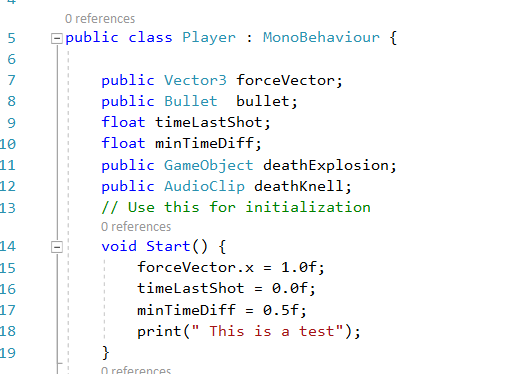 4
0 references
5 public class Player : MonoBehaviour {
6
7 public Vector3 forceVector;
8 public Bullet  bullet;
9 float timeLastShot;
10 float minTimeDiff;
11 public GameObject deathExplosion;
12 public AudioClip deathKnell;
13 // Use this for initialization
0 references
14 void Start() {
15 forceVector.x = 1.0f;
16 timeLastShot = 0.0f;
17 minTimeDiff = 0.5f;
18 print(" This is a test");
19 }
0 references